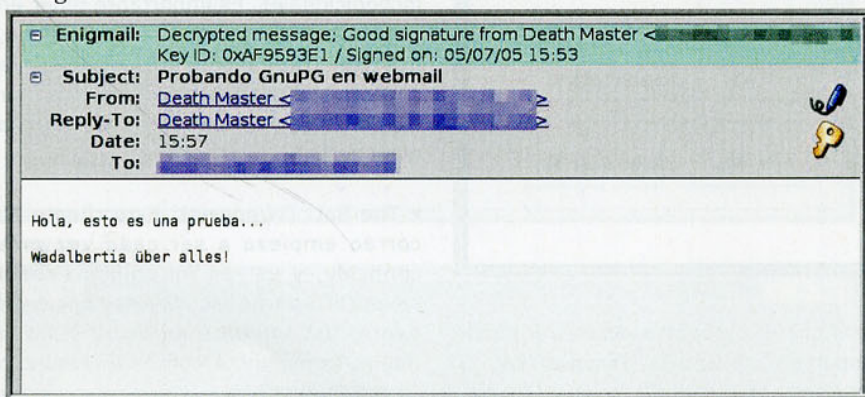 Enigmail: Decrypted message; Good signature from Death Master <
Key ID: 0xAF9593E1 / Signed on: 05/07/05 15:53
Subject: Probando GnuPG en webmail
From: Death Master < >
Reply-To: Death Master < >
Date: 15:57
To:
Hola, esto es una prueba...
Wadalbertia über alles!